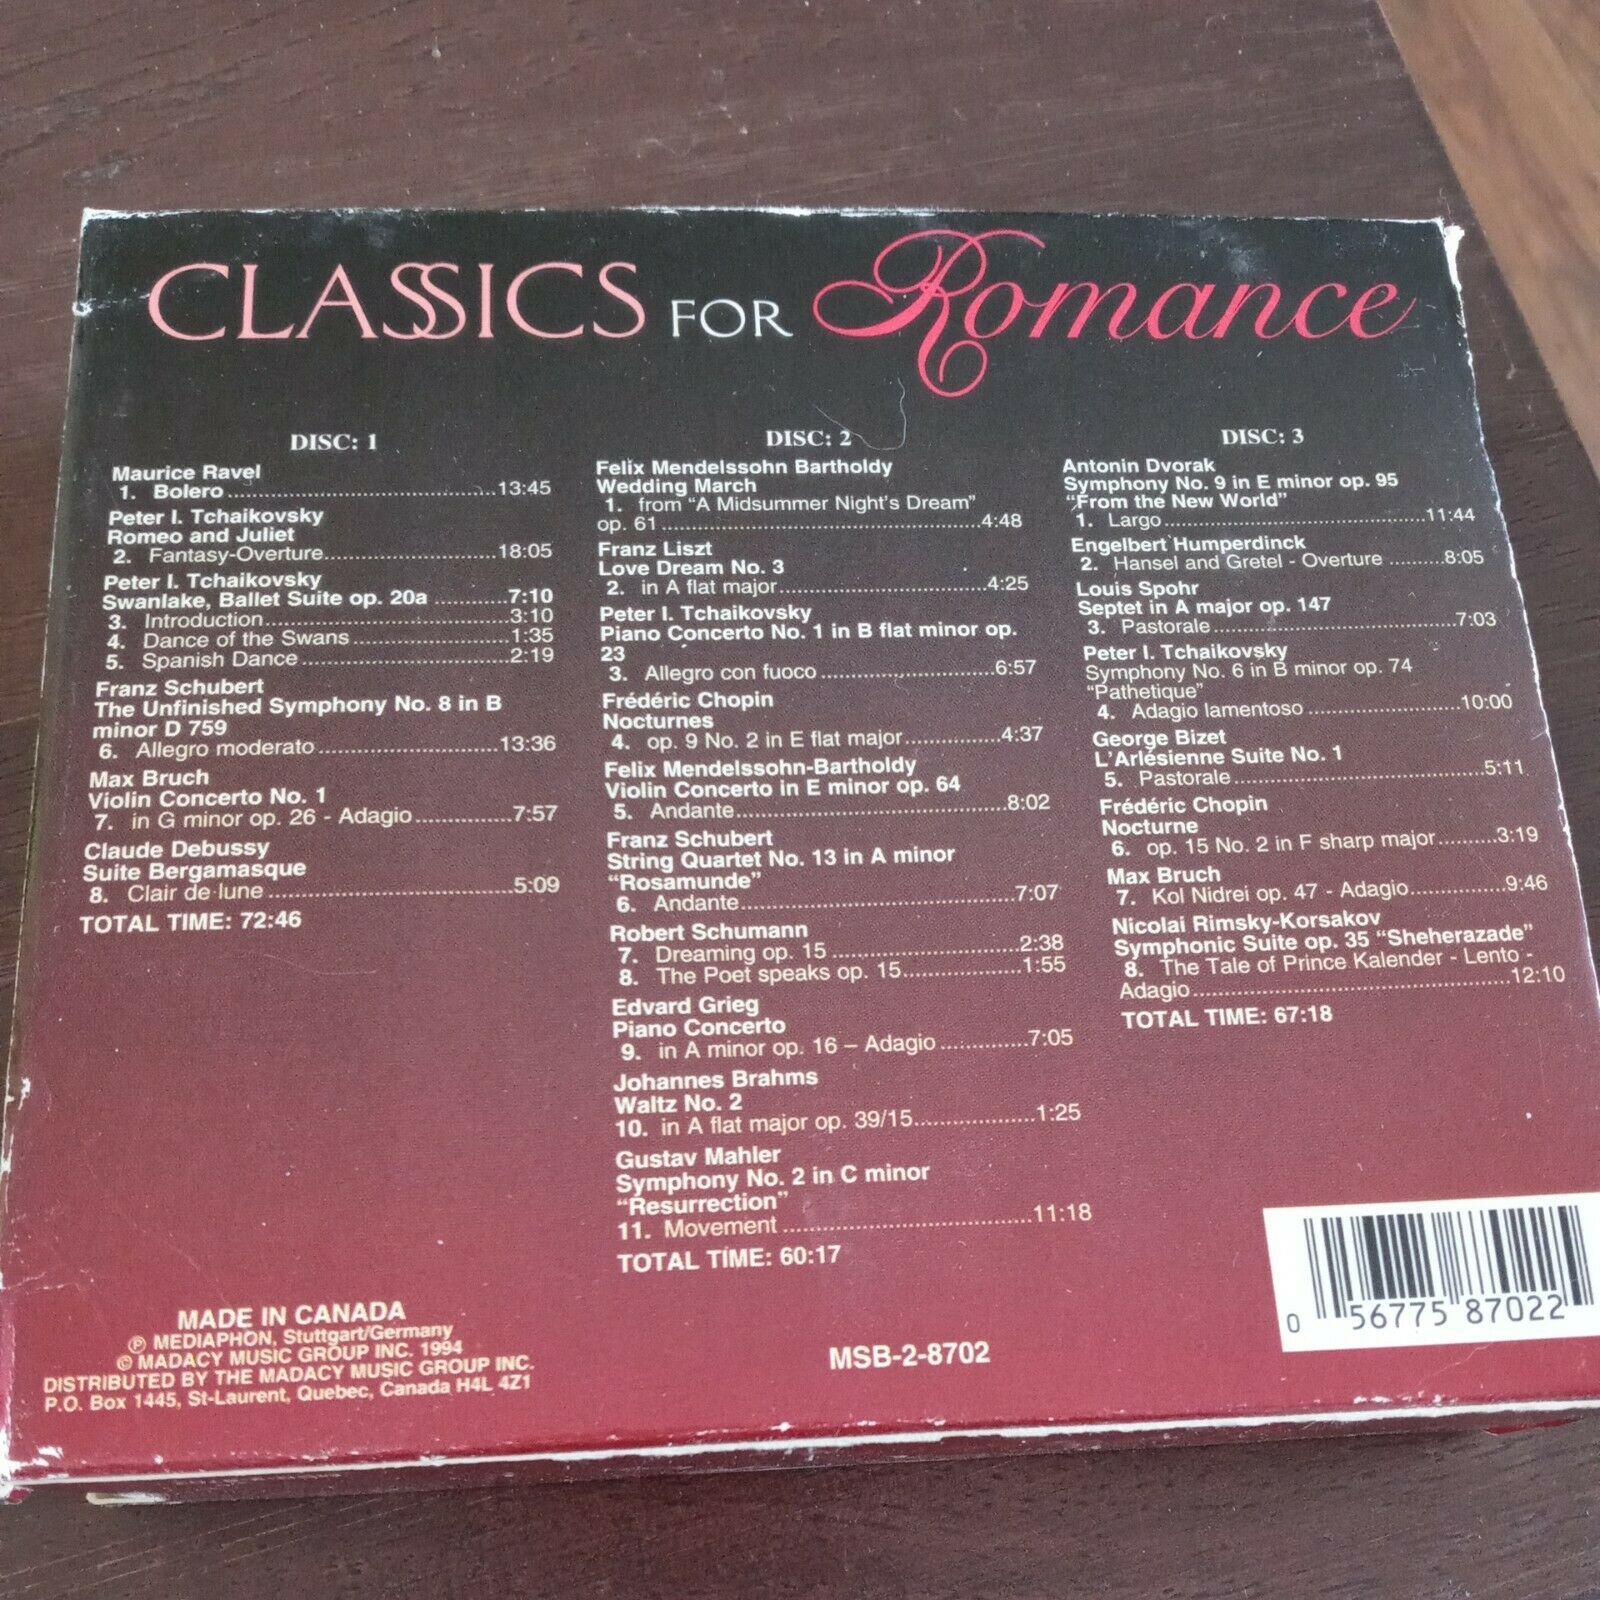 CLASSICS FOR Romance
DISC: 1
Maurice Ravel
1. Bolero 13:45
Peter I. Tchaikovsky
Romeo and Juliet
2. Fantasy-Overture 18:05
Peter I. Tchaikovsky
Swanlake, Ballet Suite op. 20a 7:10
3. Introduction 3:10
4. Dance of the Swans 1:35
5. Spanish Dance 2:19
Franz Schubert
The Unfinished Symphony No. 8 in B
minor D 759
6. Allegro moderato 13:36
Max Bruch
Violin Concerto No. 1
7. in G minor op. 26 - Adagio 7:57
Claude Debussy
Suite Bergamasque
8. Clair de lune 5:09
TOTAL TIME: 72:46
DISC: 2
Felix Mendelssohn Bartholdy
Wedding March
1. from "A Midsummer Night's Dream"
op. 61 4:48
Franz Liszt
Love Dream No. 3
2. in A flat major 4:25
Peter I. Tchaikovsky
Piano Concerto No. 1 in B flat minor op.
23
3. Allegro con fuoco 6:57
Frédéric Chopin
Nocturnes
4. op. 9 No. 2 in E flat major 4:37
Felix Mendelssohn-Bartholdy
Violin Concerto in E minor op. 64
5. Andante 8:02
Franz Schubert
String Quartet No. 13 in A minor
"Rosamunde"
6. Andante 7:07
Robert Schumann
7. Dreaming op. 15 2:38
8. The Poet speaks op. 15 1:55
Edvard Grieg
Piano Concerto
9. in A minor op. 16 – Adagio 7:05
Johannes Brahms
Waltz No. 2
10. in A flat major op. 39/15 1:25
Gustav Mahler
Symphony No. 2 in C minor
"Resurrection"
11. Movement 11:18
TOTAL TIME: 60:17
DISC: 3
Antonin Dvorak
Symphony No. 9 in E minor op. 95
"From the New World"
1. Largo 11:44
Engelbert Humperdinck
2. Hansel and Gretel - Overture 8:05
Louis Spohr
Septet in A major op. 147
3. Pastorale 7:03
Peter I. Tchaikovsky
Symphony No. 6 in B minor op. 74
"Pathetique"
4. Adagio lamentoso 10:00
George Bizet
L'Arlésienne Suite No. 1
5. Pastorale 5:11
Frédéric Chopin
Nocturne
6. op. 15 No. 2 in F sharp major 3:19
Max Bruch
7. Kol Nidrei op. 47 - Adagio 9:46
Nicolai Rimsky-Korsakov
Symphonic Suite op. 35 "Sheherazade"
8. The Tale of Prince Kalender - Lento -
Adagio 12:10
TOTAL TIME: 67:18
MADE IN CANADA
℗ MEDIAPHON, Stuttgart/Germany
© MADACY MUSIC GROUP INC. 1994
DISTRIBUTED BY THE MADACY MUSIC GROUP INC.
P.O. Box 1445, St-Laurent, Quebec, Canada H4L 4Z1
MSB-2-8702
0 56775 87022